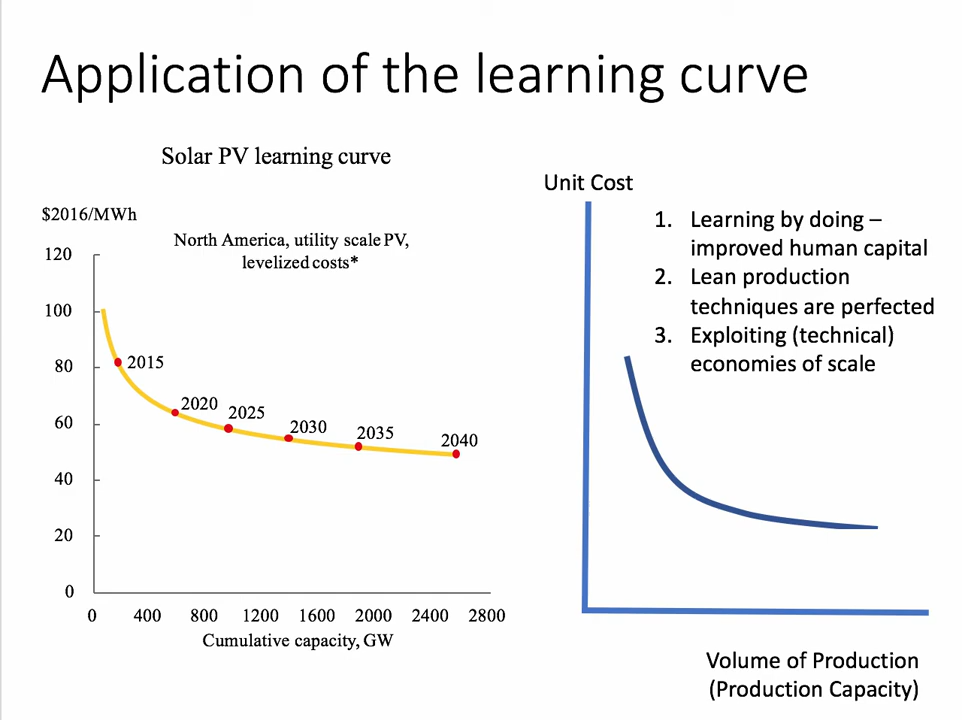 Application of the learning curve
Solar PV learning curve
$2016/MWh
North America, utility scale PV,
levelized costs*
120
100
80
60
40
20
0
2015
2020
2025
2030
2035
2040
0 400 800 1200 1600 2000 2400 2800
Cumulative capacity, GW
Unit Cost
1. Learning by doing –
improved human capital
2. Lean production
techniques are perfected
3. Exploiting (technical)
economies of scale
Volume of Production
(Production Capacity)